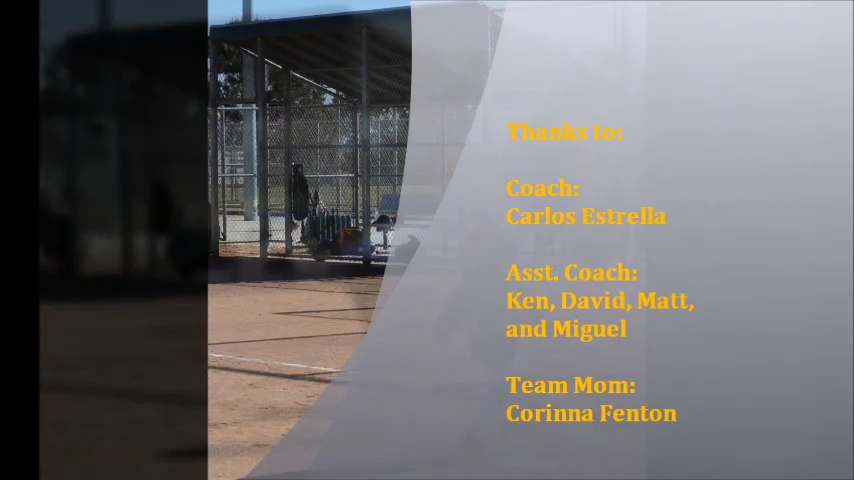 Thanks to:
Coach:
Carlos Estrella
Asst. Coach:
Ken, David, Matt,
and Miguel
Team Mom:
Corinna Fenton